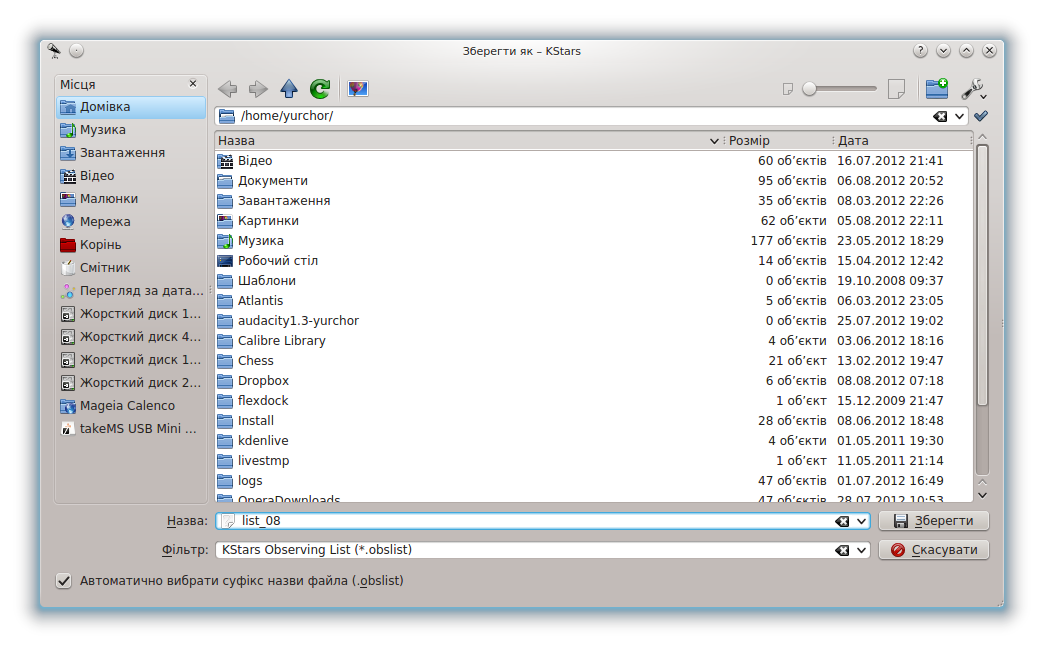 Зберегти як – KStars
Місця
Домівка
Музика
Звантаження
Відео
Малюнки
Мережа
Корінь
Смітник
Перегляд за дата...
Жорсткий диск 1...
Жорсткий диск 4...
Жорсткий диск 1...
Жорсткий диск 2...
Mageia Calenco
takeMS USB Mini ...
/home/yurchor/
Назва Розмір Дата
Відео 60 об’єктів 16.07.2012 21:41
Документи 95 об’єктів 06.08.2012 20:52
Завантаження 35 об’єктів 08.03.2012 22:26
Картинки 62 об’єкти 05.08.2012 22:11
Музика 177 об’єктів 23.05.2012 18:29
Робочий стіл 14 об’єктів 15.04.2012 12:42
Шаблони 0 об’єктів 19.10.2008 09:37
Atlantis 5 об’єктів 06.03.2012 23:05
audacity1.3-yurchor 0 об’єктів 25.07.2012 19:02
Calibre Library 4 об’єкти 03.06.2012 18:16
Chess 21 об’єкт 13.02.2012 19:47
Dropbox 6 об’єктів 08.08.2012 07:18
flexdock 1 об’єкт 15.12.2009 21:47
Install 28 об’єктів 08.06.2012 18:48
kdenlive 4 об’єкти 01.05.2011 19:30
livestmp 1 об’єкт 11.05.2011 21:14
logs 47 об’єктів 01.07.2012 16:49
OperaDownloads 47 об’єктів 28.07.2012 10:53
Назва: list_08 Зберегти
Фільтр: KStars Observing List (*.obslist) Скасувати
Автоматично вибрати суфікс назви файла (.obslist)